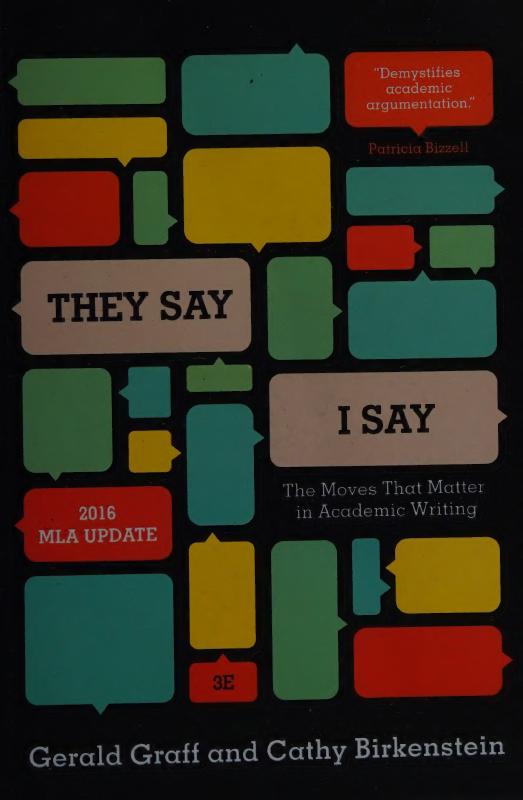 “Demystifies
academic
argumentation.”
Patricia Bizzell
THEY SAY
I SAY
The Moves That Matter
in Academic Writing
2016
MLA UPDATE
3E
Gerald Graff and Cathy Birkenstein